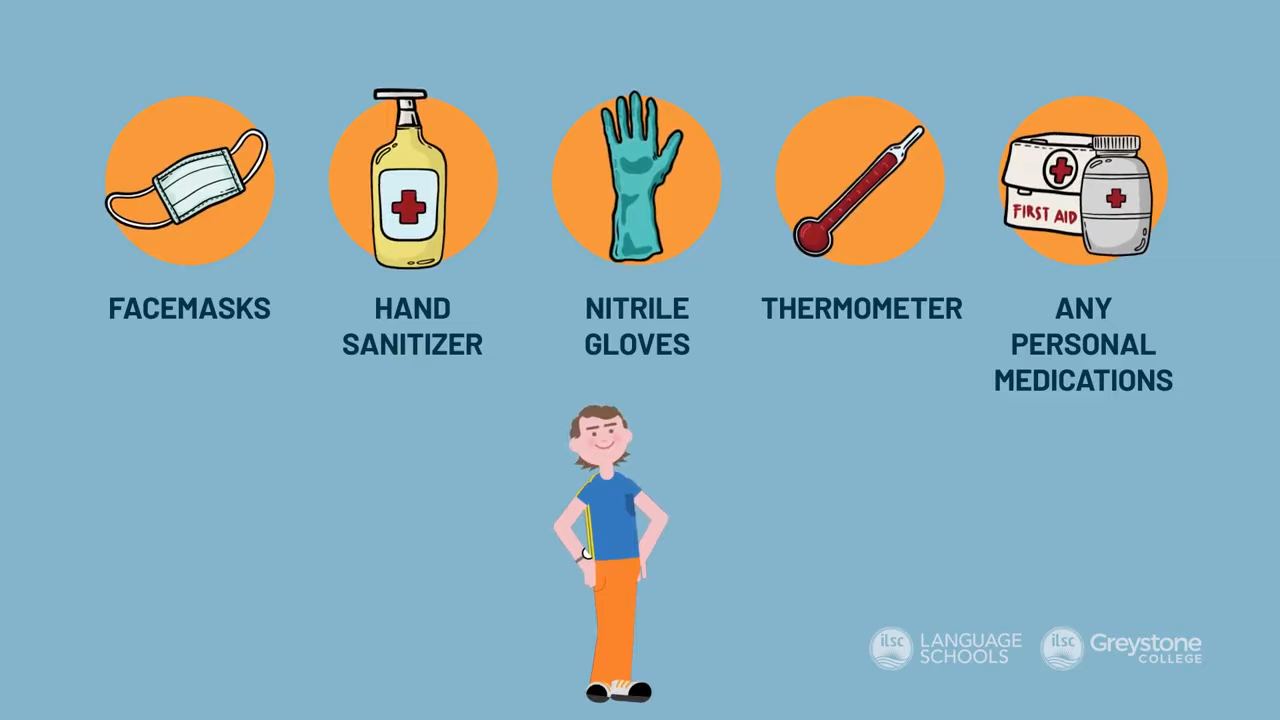 FIRST AID
FACEMASKS
HAND
SANITIZER
NITRILE
GLOVES
THERMOMETER
ANY
PERSONAL
MEDICATIONS
ilsc
LANGUAGE
SCHOOLS
ilsc
Greystone
COLLEGE